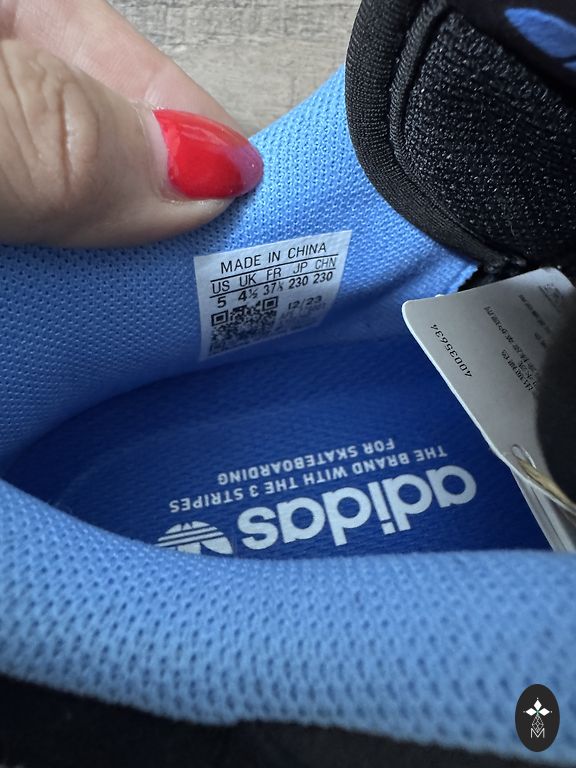 MADE IN CHINA
US UK FR JP CHN
5 4½ 37⅓ 230 230
12/23
40035634
THE BRAND WITH THE 3 STRIPES
FOR SKATEBOARDING
adidas
M